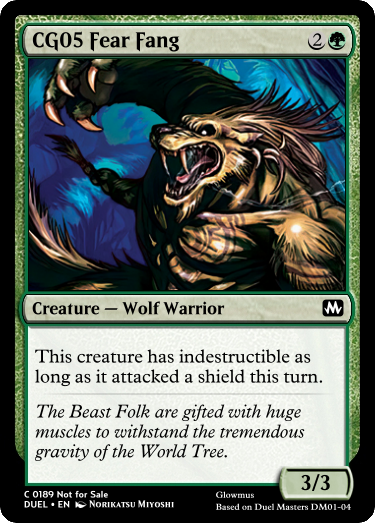 CG05 Fear Fang 2
Creature — Wolf Warrior
This creature has indestructible as
long as it attacked a shield this turn.
The Beast Folk are gifted with huge
muscles to withstand the tremendous
gravity of the World Tree.
3/3
C 0189 Not for Sale
DUEL • EN Norikatsu Miyoshi
Glowmus
Based on Duel Masters DM01-04